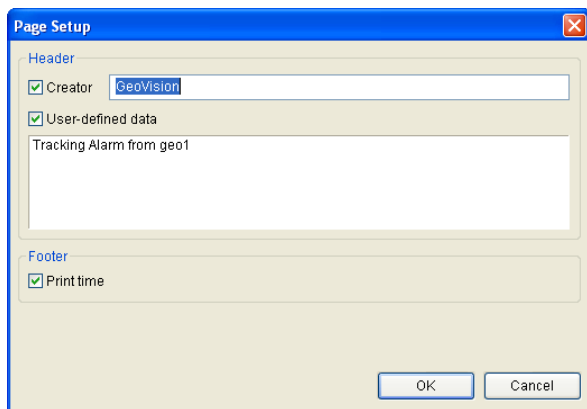 Page Setup
Header
Creator GeoVision
User-defined data
Tracking Alarm from geo1
Footer
Print time
OK Cancel